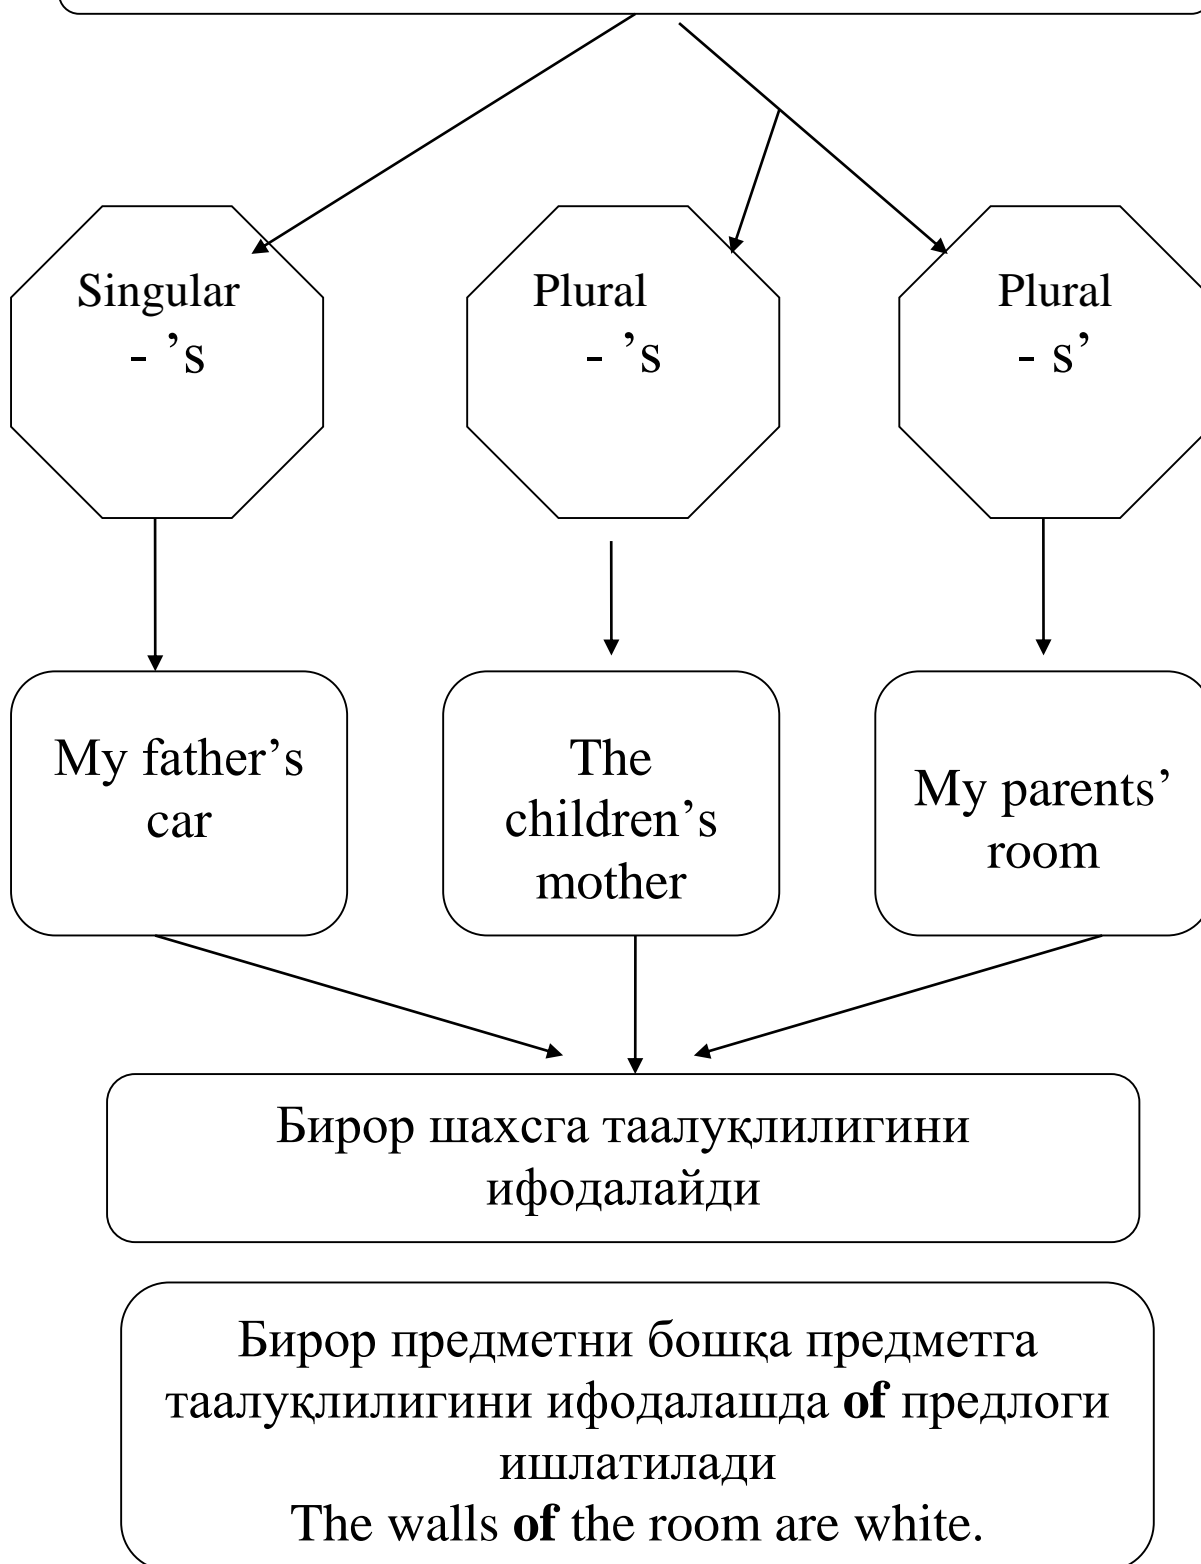 Singular
- ’s
Plural
- ’s
Plural
- s’
My father’s
car
The
children’s
mother
My parents’
room
Бирор шахсга таалуқлилигини
ифодалайди
Бирор предметни бошқа предметга
таалуқлилигини ифодалашда of предлоги
ишлатилади
The walls of the room are white.